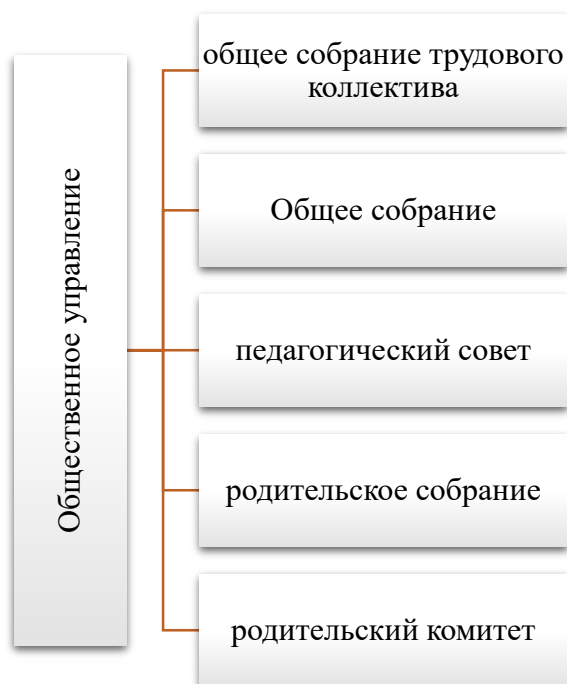 Общественное управление
общее собрание трудового
коллектива
Общее собрание
педагогический совет
родительское собрание
родительский комитет